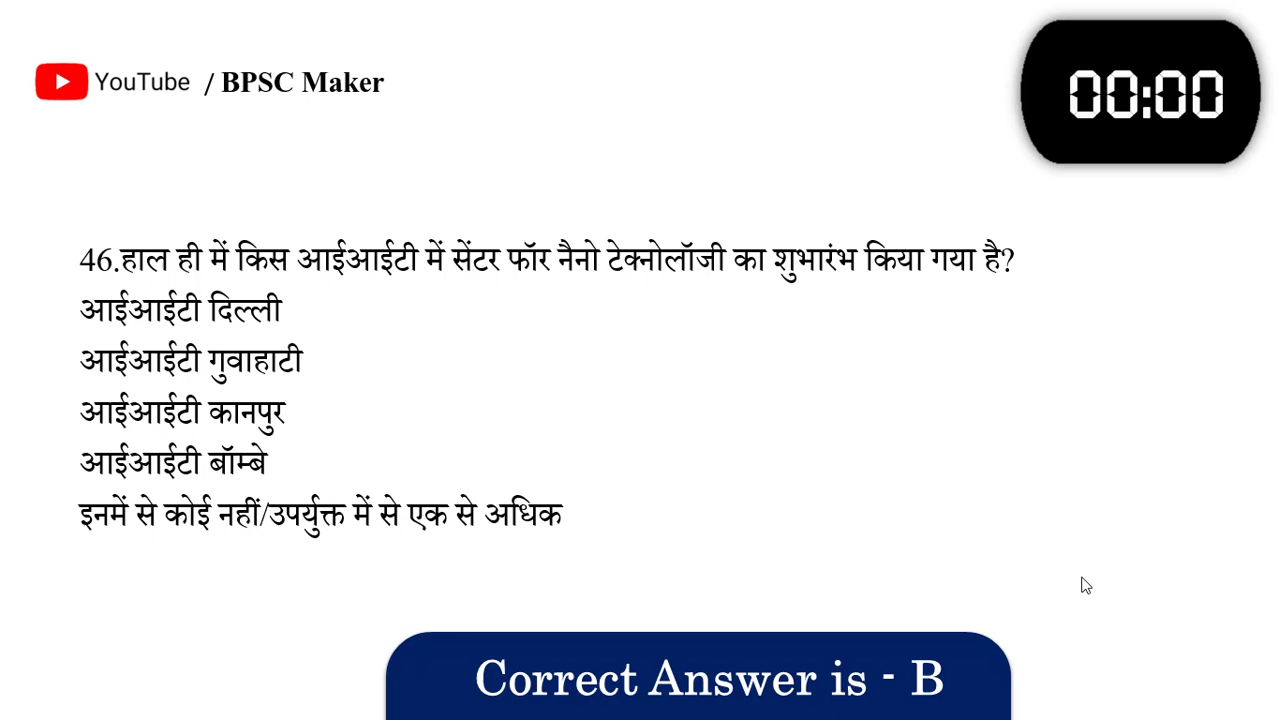 YouTube / BPSC Maker
00:00
46.हाल ही में किस आईआईटी में सेंटर फॉर नैनो टेक्नोलॉजी का शुभारंभ किया गया है?
आईआईटी दिल्ली
आईआईटी गुवाहाटी
आईआईटी कानपुर
आईआईटी बॉम्बे
इनमें से कोई नहीं/उपर्युक्त में से एक से अधिक
Correct Answer is - B